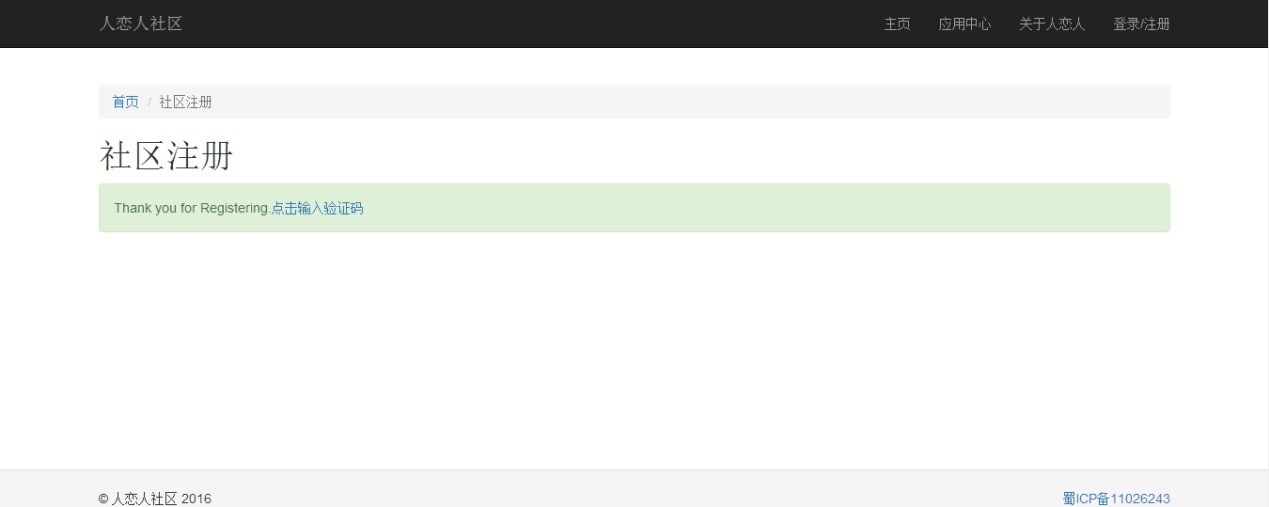 人恋人社区 主页 应用中心 关于人恋人 登录/注册
首页 / 社区注册
社区注册
Thank you for Registering.点击输入验证码
© 人恋人社区 2016 蜀ICP备11026243